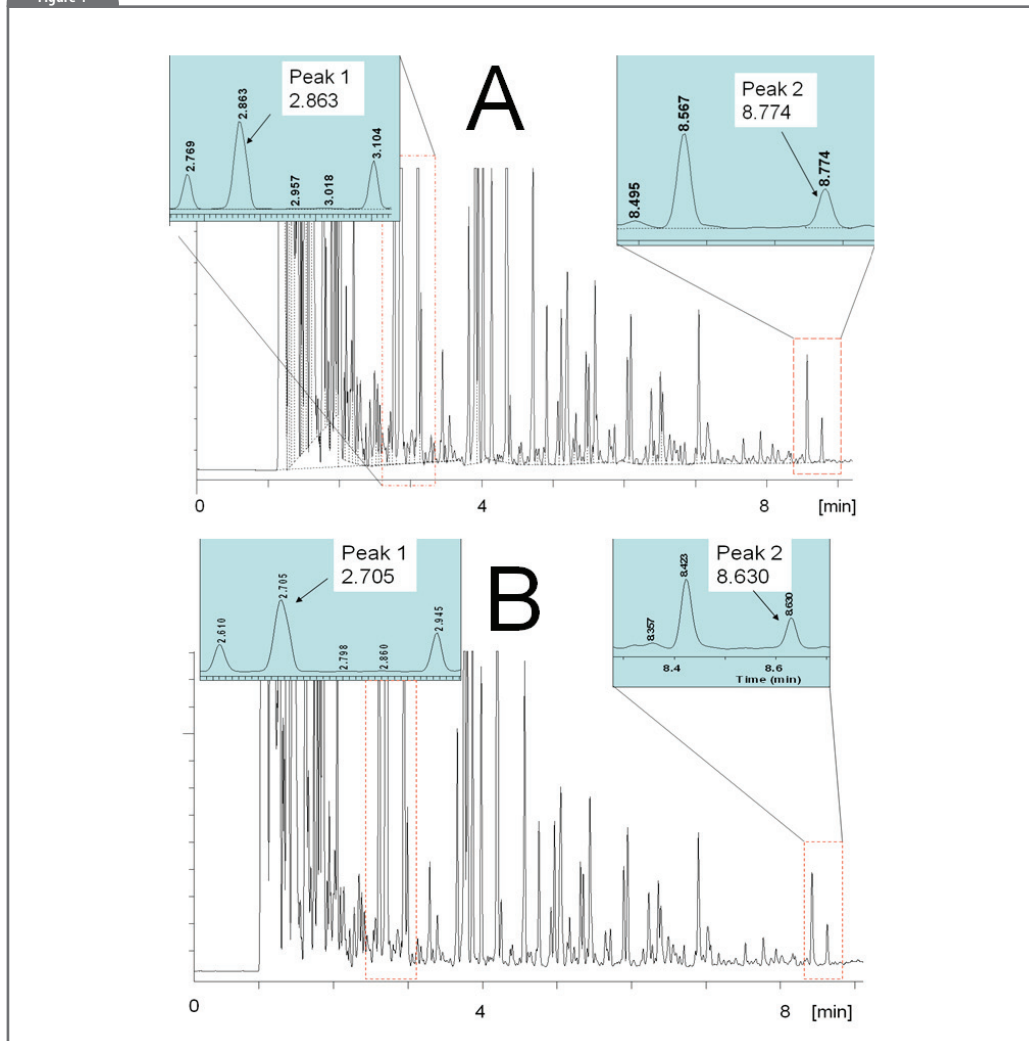 Figure 1
A
Peak 1
2.863
2.769
2.863
2.957
3.018
3.104
Peak 2
8.774
8.495
8.567
8.774
0
4
8
[min]
B
Peak 1
2.705
2.610
2.705
2.798
2.860
2.945
Peak 2
8.630
8.357
8.423
8.630
8.4
8.6
Time (min)
0
4
8
[min]